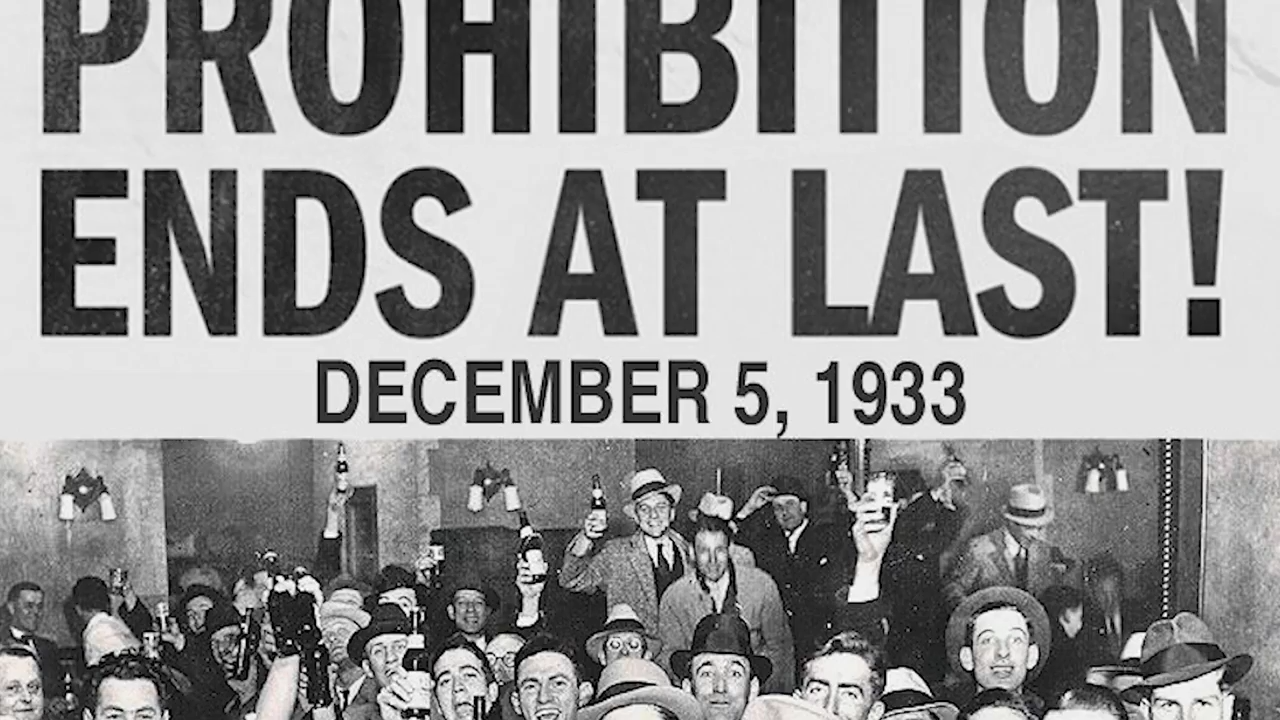 PROHIBITION
ENDS AT LAST!
DECEMBER 5, 1933